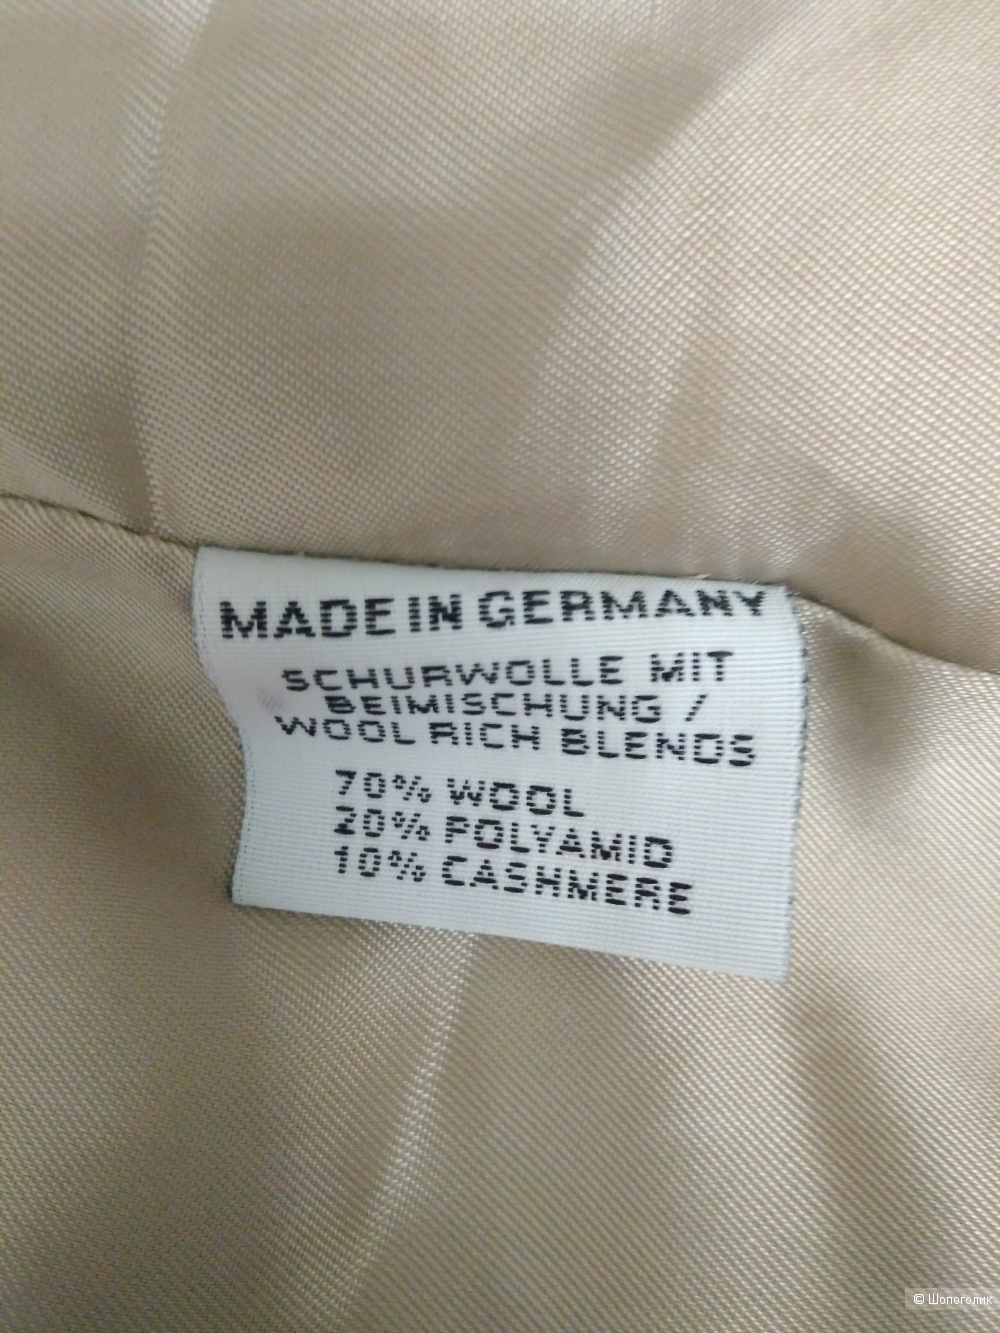 MADE IN GERMANY
SCHURWOLLE MIT
BEIMISCHUNG /
WOOL RICH BLENDS
70% WOOL
20% POLYAMID
10% CASHMERE
© Шопоголик